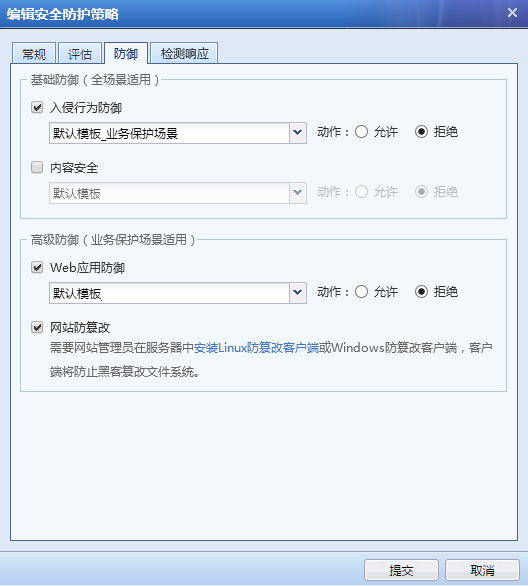 编辑安全防护策略
常规 评估 防御 检测响应
基础防御（全场景适用）
入侵行为防御
默认模板_业务保护场景 动作： 允许 拒绝
内容安全
默认模板 动作： 允许 拒绝
高级防御（业务保护场景适用）
Web应用防御
默认模板 动作： 允许 拒绝
网站防篡改
需要网站管理员在服务器中安装Linux防篡改客户端或Windows防篡改客户端，客户
端将防止黑客篡改文件系统。
提交 取消